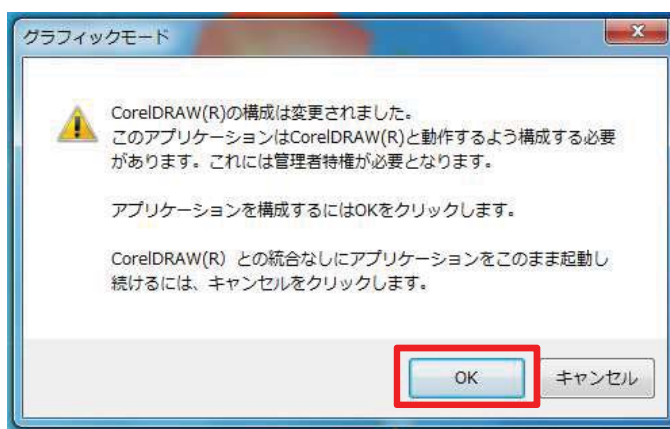 グラフィックモード
CorelDRAW(R)の構成は変更されました。
このアプリケーションはCorelDRAW(R)と動作するよう構成する必要
があります。これには管理者特権が必要となります。
アプリケーションを構成するにはOKをクリックします。
CorelDRAW(R) との統合なしにアプリケーションをこのまま起動し
続けるには、キャンセルをクリックします。
OK
キャンセル